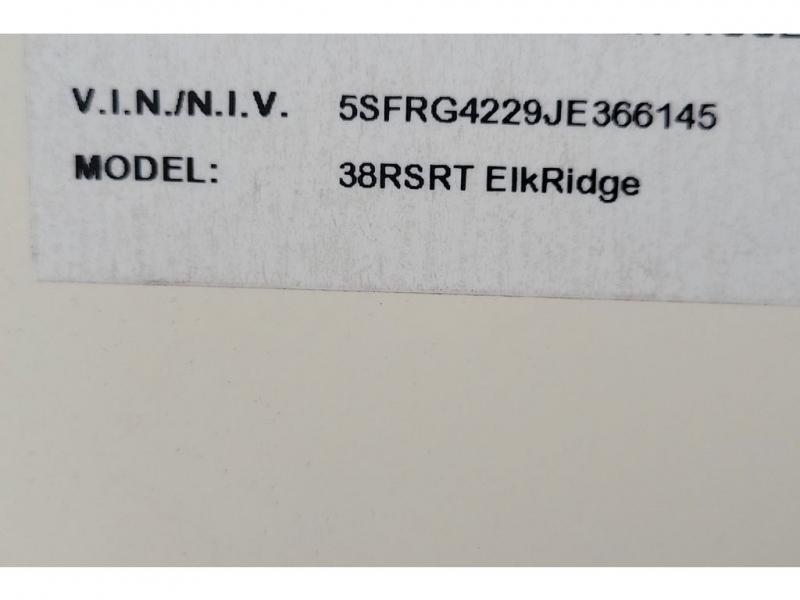 V.I.N./N.I.V. 5SFRG4229JE366145
MODEL: 38RSRT ElkRidge